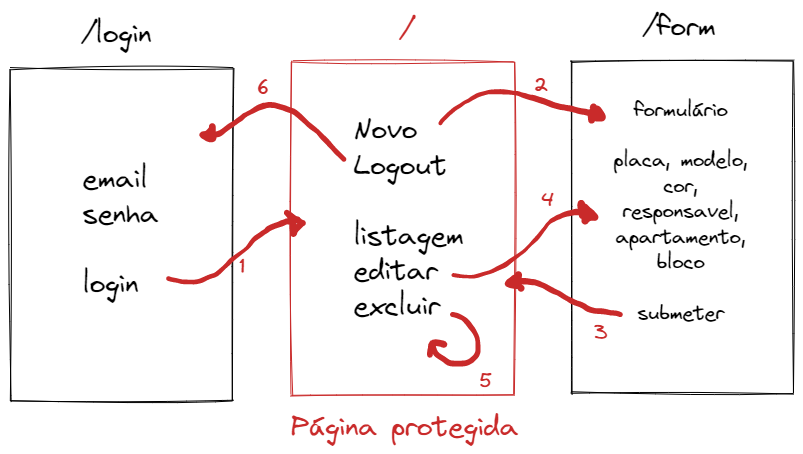 /login
email
senha
login
1
6
/
Novo
Logout
listagem
editar
excluir
5
Página protegida
2
4
3
/form
formulário
placa, modelo,
cor,
responsavel,
apartamento,
bloco
submeter